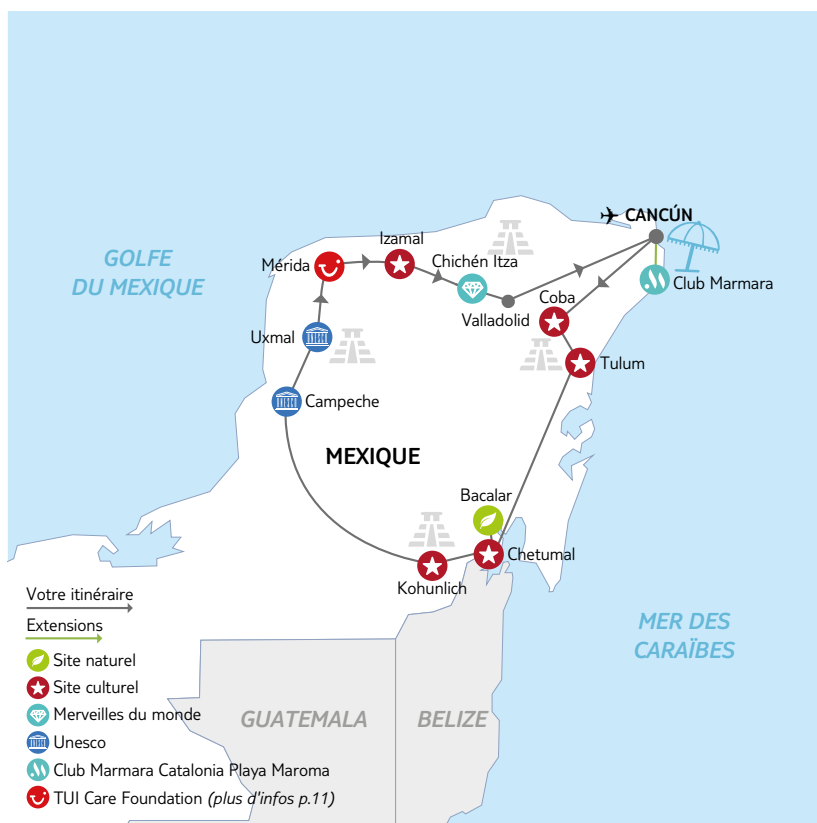 CANCÚN
Izamal
Chichén Itza
GOLFE
DU MEXIQUE
Mérida
Club Marmara
Coba
Valladolid
Uxmal
Tulum
Campeche
MEXIQUE
Bacalar
Chetumal
Kohunlich
Votre itinéraire
Extensions
MER DES
CARAÏBES
Site naturel
Site culturel
Merveilles du monde
GUATEMALA
BELIZE
Unesco
Club Marmara Catalonia Playa Maroma
TUI Care Foundation (plus d'infos p.11)